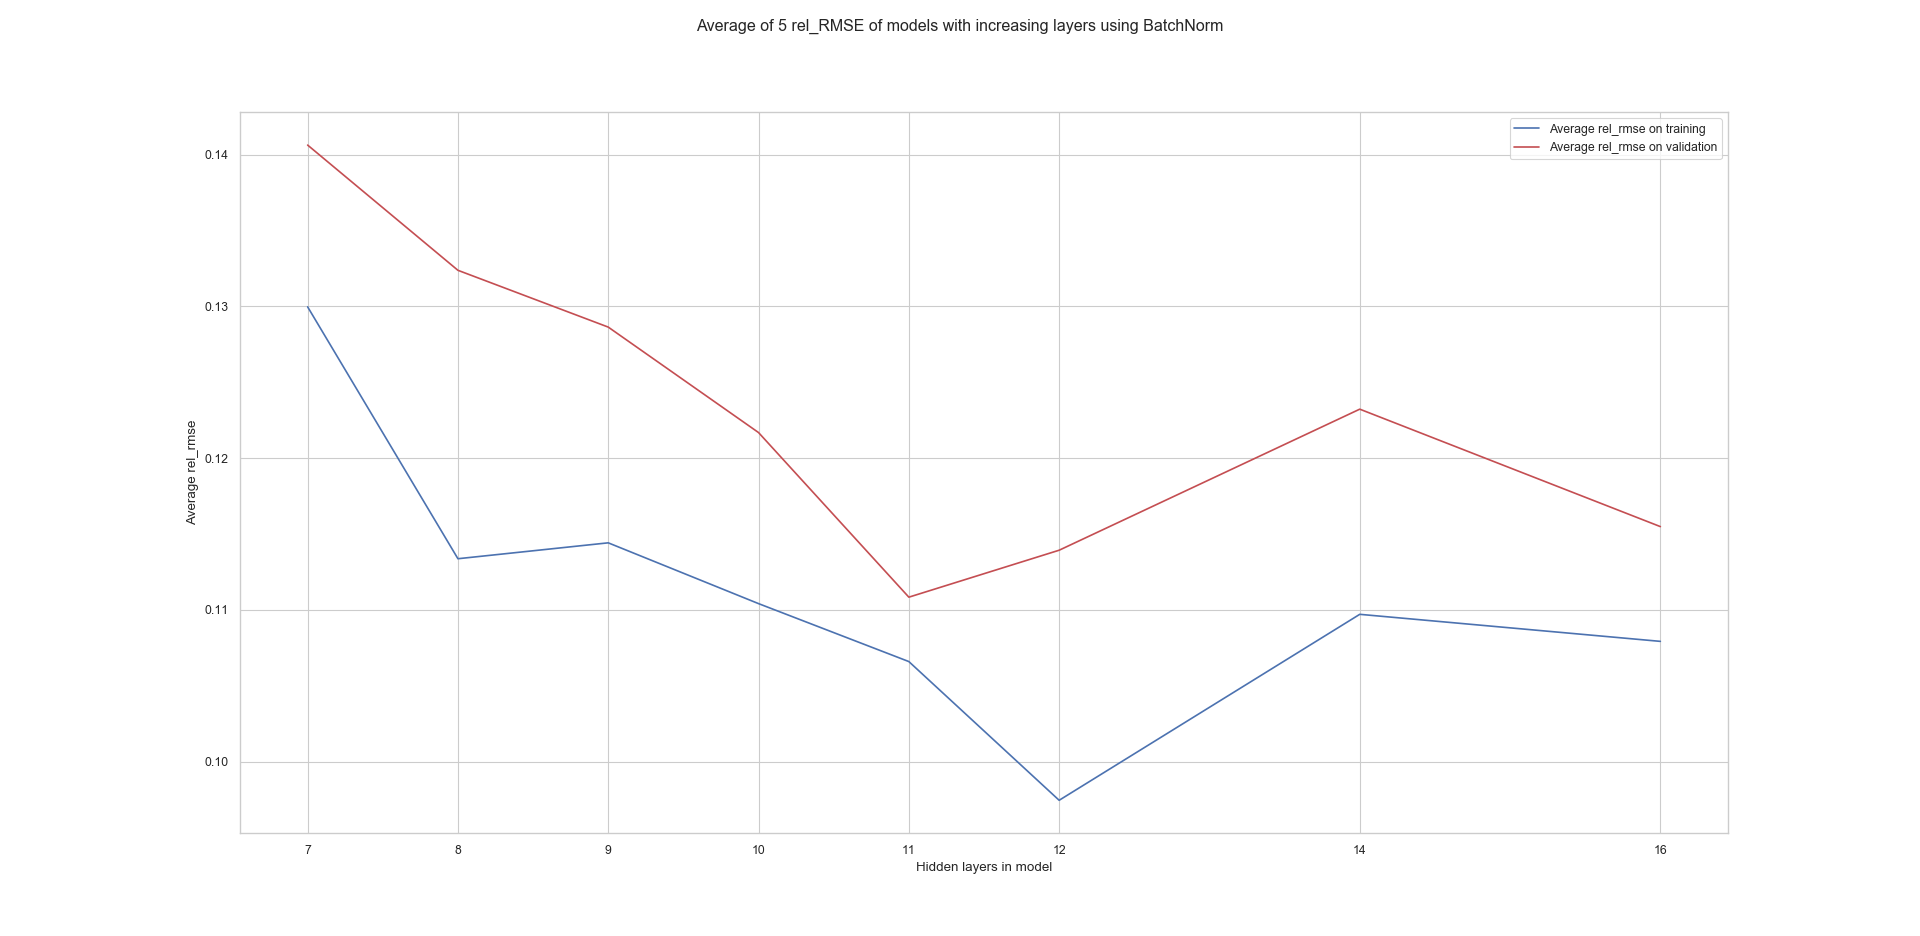 Average of 5 rel_RMSE of models with increasing layers using BatchNorm
Average rel_rmse on training
Average rel_rmse on validation
0.14
0.13
0.12
0.11
0.10
Average rel_rmse
7 8 9 10 11 12 14 16
Hidden layers in model